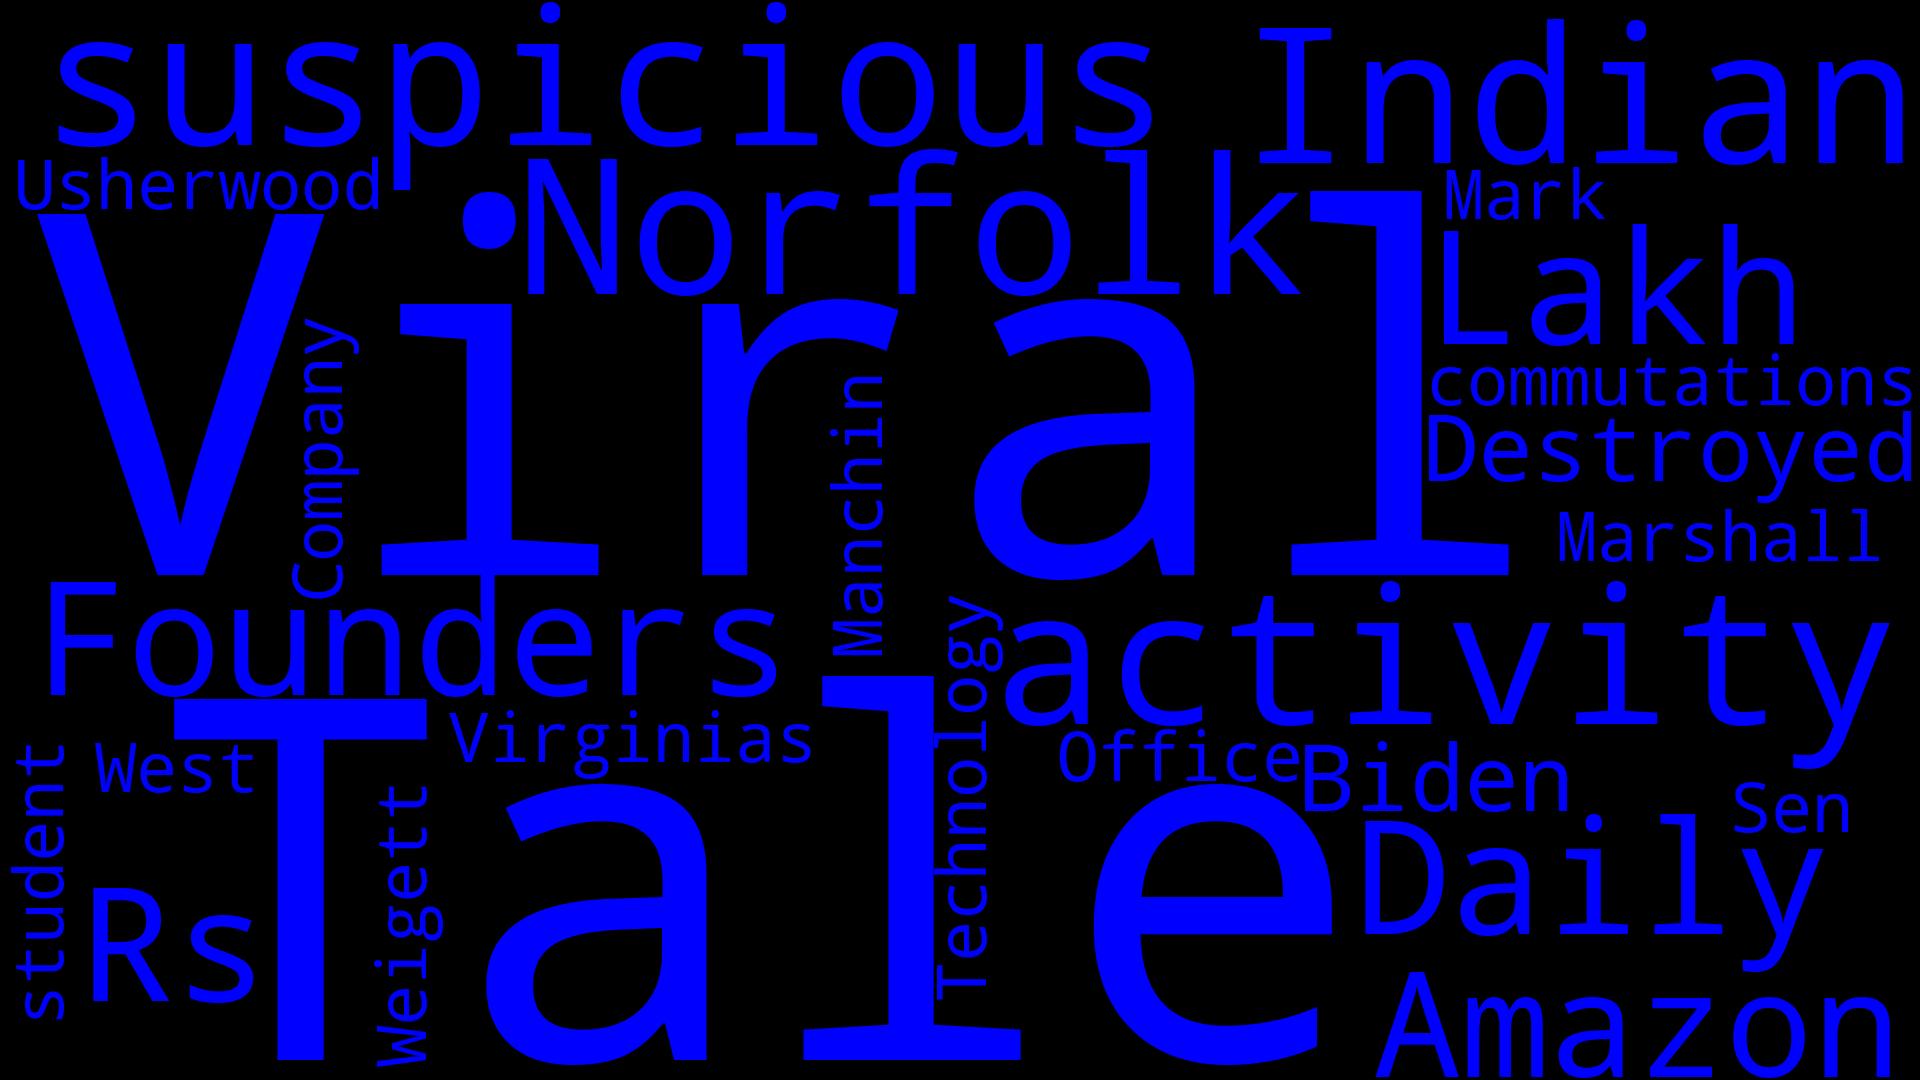 suspicious
Indian
Usherwood
Norfolk
Mark
Lakh
Viral
Company
Manchin
commutations
Destroyed
Marshall
Founders
activity
Technology
Virginias
West
Office
Biden
Sen
student
Tale
Weigett
Rs
Daily
Amazon